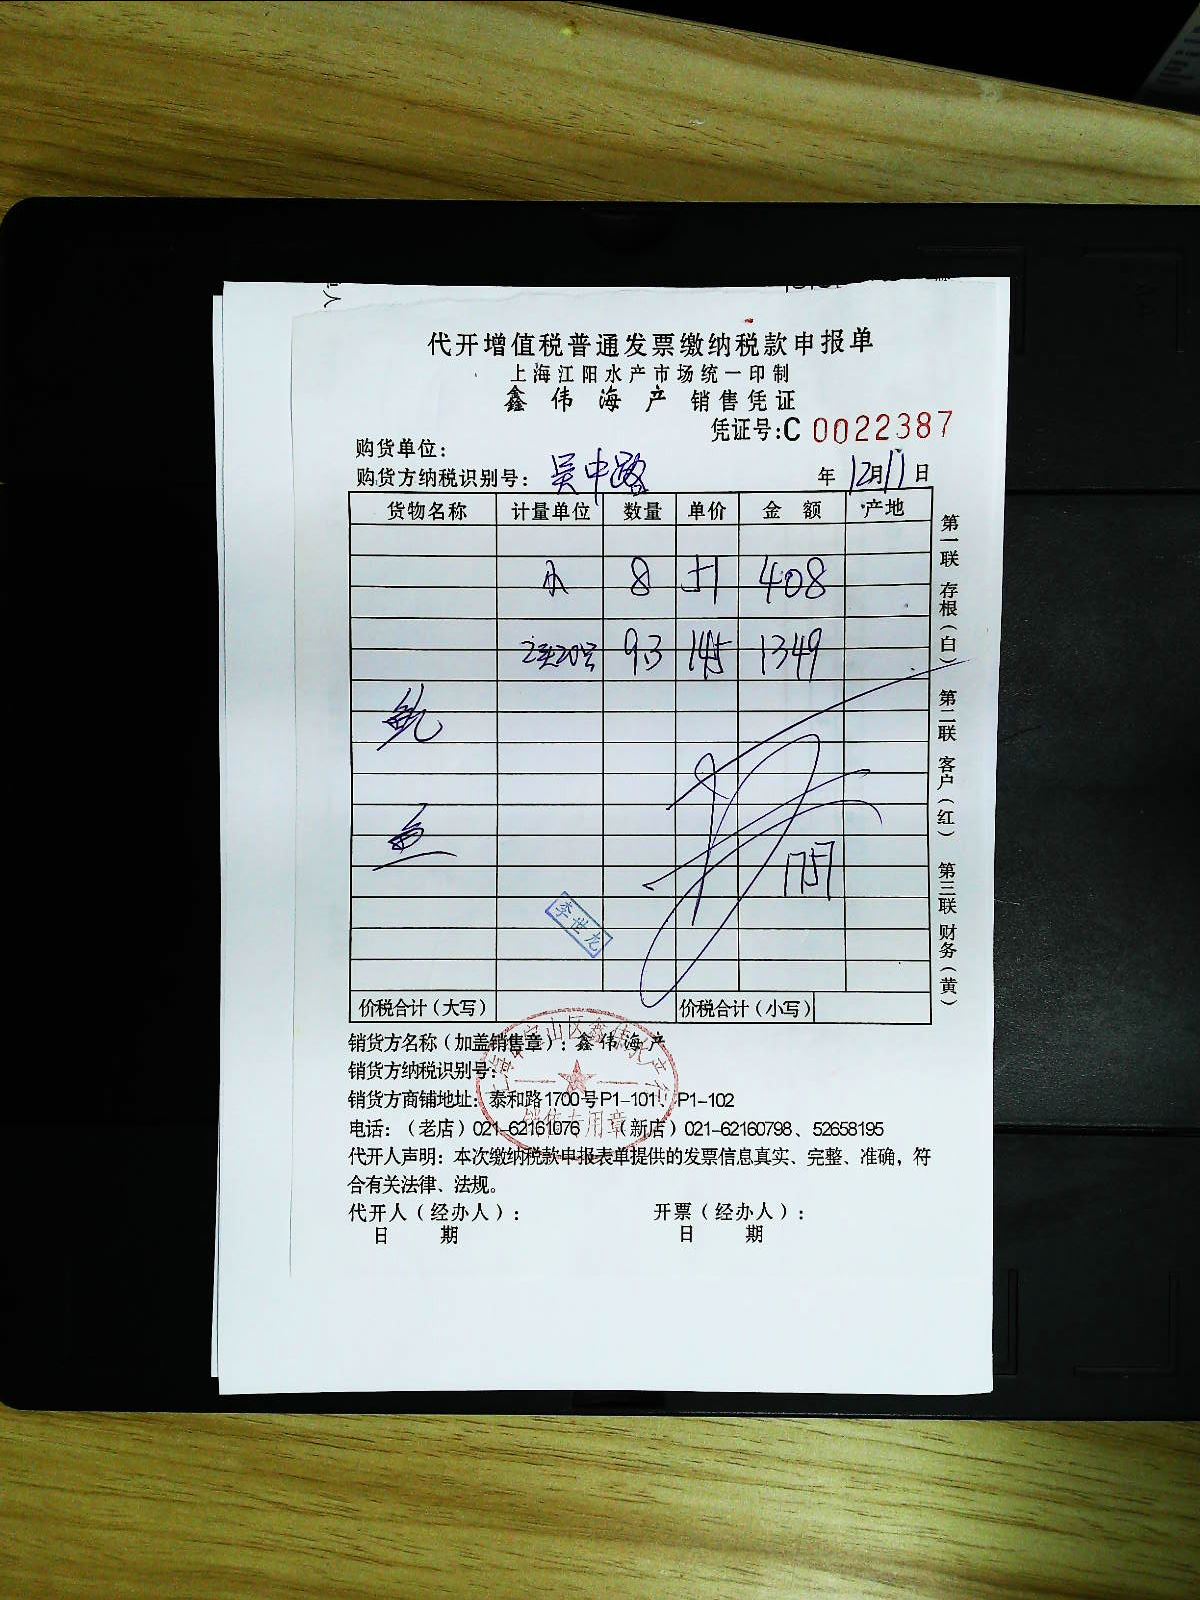 代开增值税普通发票缴纳税款申报单
上海江阳水产市场统一印制
鑫伟海产 销售凭证
凭证号:C 0022387
购货单位:
购货方纳税识别号: 吴中路 年 12月11日
货物名称 计量单位 数量 单价 金额 产地
小 8 51 408
20 9.3 145 1349
鲍
鱼
1757
李世龙
价税合计（大写） 价税合计（小写）
销货方名称（加盖销售章）: 鑫伟海产
销货方纳税识别号:
销货方商铺地址: 泰和路1700号P1-101、P1-102
电话:（老店）021-62161076 （新店）021-62160798、52658195
代开人声明: 本次缴纳税款申报表单提供的发票信息真实、完整、准确，符
合有关法律、法规。
代开人（经办人）: 开票（经办人）:
日 期 日 期
第一联 存根（白） 第二联 客户（红） 第三联 财务（黄）